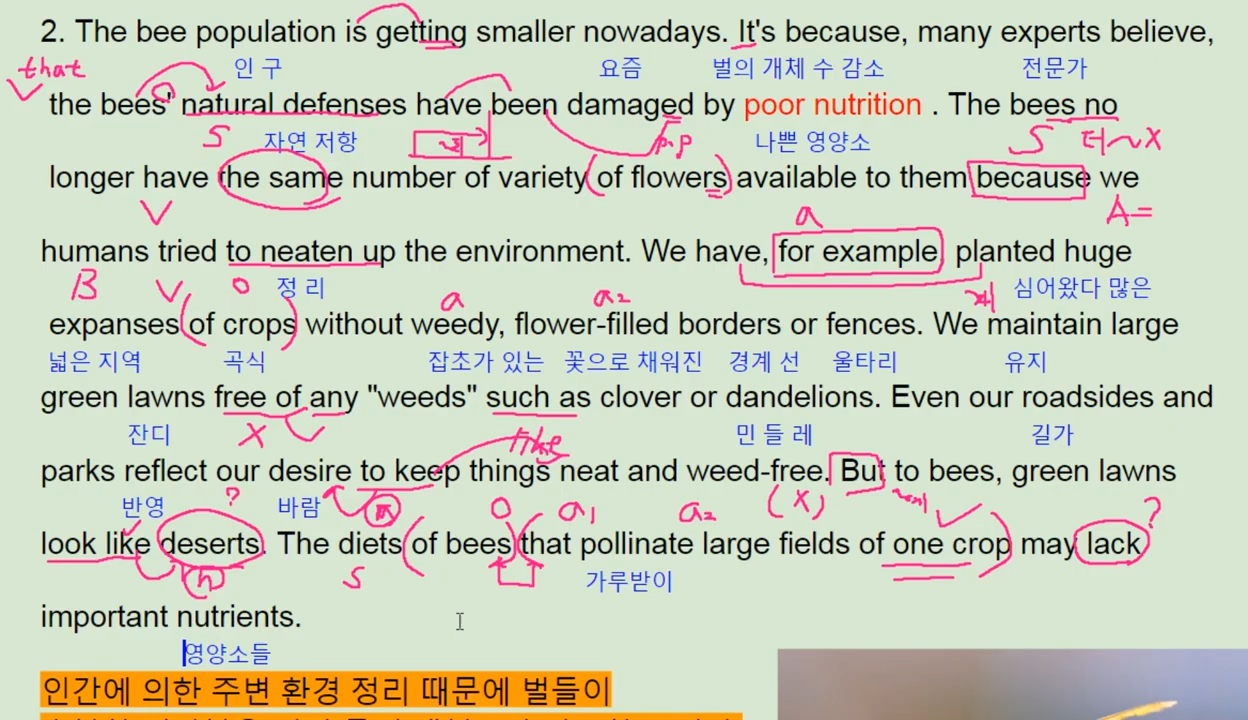 2. The bee population is getting smaller nowadays. It's because, many experts believe,
that 인 구 요즘 벌의 개체 수 감소 전문가
the bees' natural defenses have been damaged by poor nutrition . The bees no
S 자연 저항 p.p 나쁜 영양소 S 더~X
longer have the same number of variety (of flowers) available to them because we
V a A=
humans tried to neaten up the environment. We have, for example, planted huge
B V O 정 리 a a2 심어왔다 많은
expanses (of crops) without weedy, flower-filled borders or fences. We maintain large
넓은 지역 곡식 잡초가 있는 꽃으로 채워진 경계 선 울타리 유지
green lawns free of any "weeds" such as clover or dandelions. Even our roadsides and
잔디 X like 민 들 레 길가
parks reflect our desire to keep things neat and weed-free. But to bees, green lawns
반영 ? 바람 O a1 a2 (X) ?
look like deserts. The diets (of bees) (that pollinate large fields of one crop) may lack
n S 가루받이
important nutrients.
영양소들
인간에 의한 주변 환경 정리 때문에 벌들이